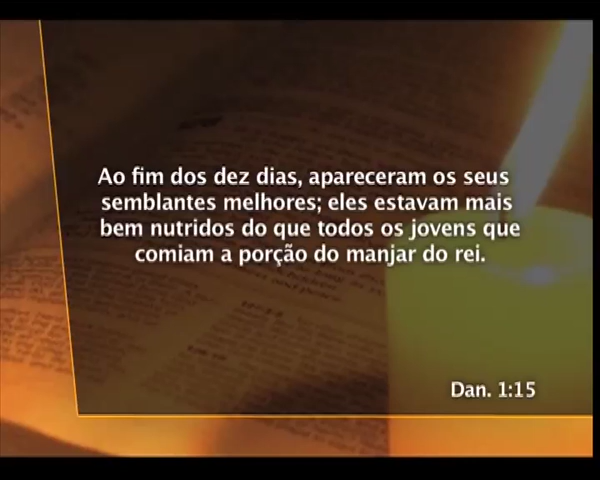 Ao fim dos dez dias, apareceram os seus
semblantes melhores; eles estavam mais
bem nutridos do que todos os jovens que
comiam a porção do manjar do rei.
Dan. 1:15